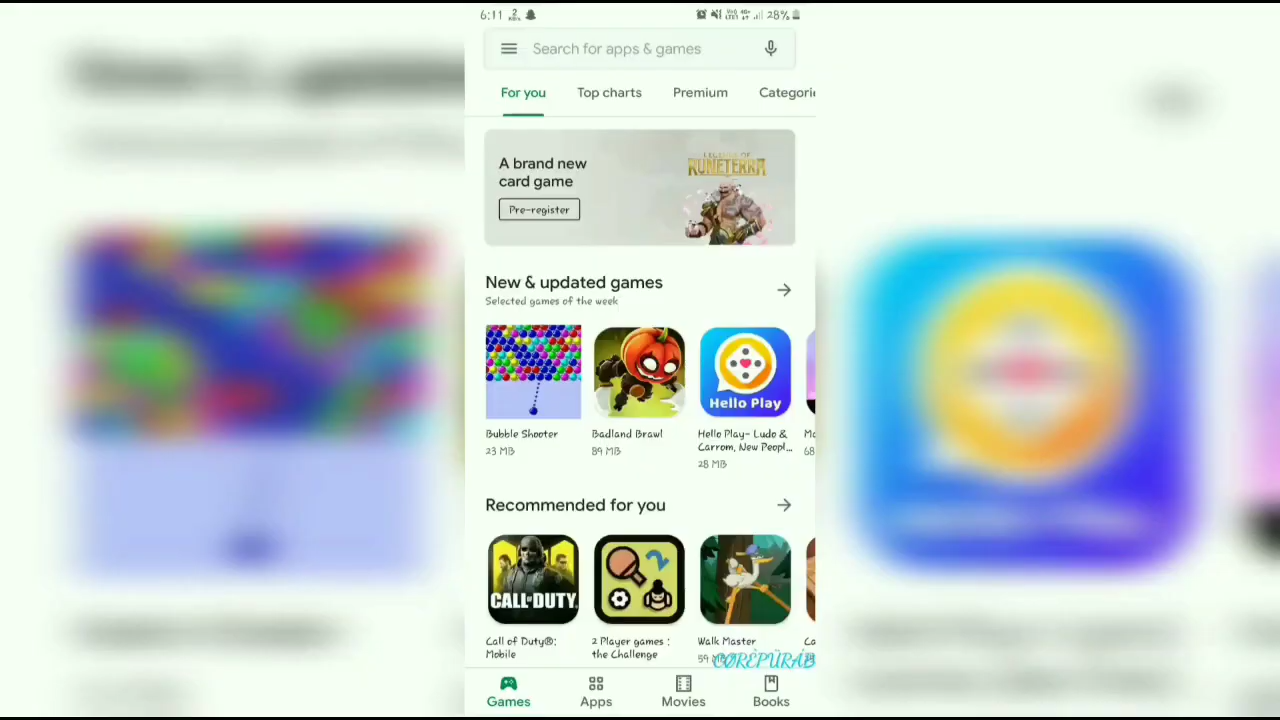 6:11 2 KB/s 28%
Search for apps & games
For you Top charts Premium Categori
A brand new
card game
Pre-register
LEGENDS OF
RUNETERRA
New & updated games
Selected games of the week
Hello Play
Bubble Shooter Badland Brawl Hello Play- Ludo &
Carrom, New Peopl...
23 MB 89 MB 28 MB 68
Recommended for you
CALL OF DUTY
Call of Duty®:
Mobile
2 Player games :
the Challenge
Walk Master
59 MB
Games Apps Movies Books